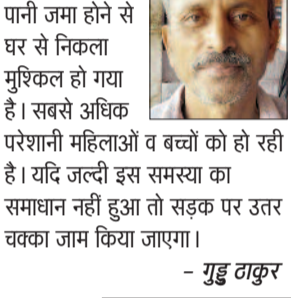 पानी जमा होने से
घर से निकला
मुश्किल हो गया
है। सबसे अधिक
परेशानी महिलाओं व बच्चों को हो रही
है। यदि जल्दी इस समस्या का
समाधान नहीं हुआ तो सड़क पर उतर
चक्का जाम किया जाएगा।
– गुड्डु ठाकुर